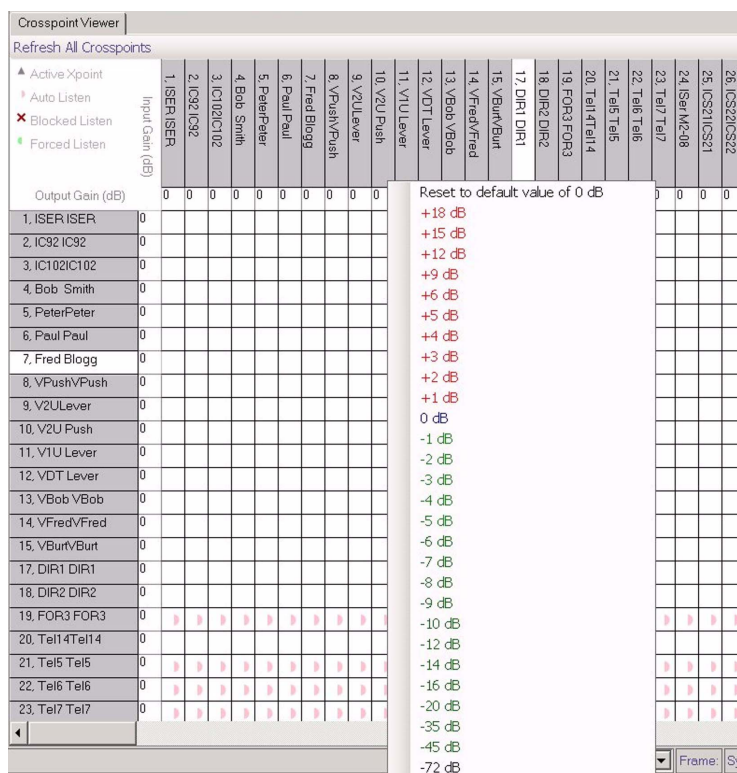 Crosspoint Viewer
Refresh All Crosspoints
Active Xpoint
Auto Listen
Blocked Listen
Forced Listen
Input Gain (dB)
1, ISER ISER
2, IC92 IC92
3, IC102IC102
4, Bob Smith
5, PeterPeter
6, Paul Paul
7, Fred Blogg
8, VPushVPush
9, V2ULever
10, V2U Push
11, V1U Lever
12, VDT Lever
13, VBob VBob
14, VFredVFred
15, VBurtVBurt
17, DIR1 DIR1
18, DIR2 DIR2
19, FOR3 FOR3
20, Tel14Tel14
21, Tel5 Tel5
22, Tel6 Tel6
23, Tel7 Tel7
24, ISer M2-08
25, ICS21ICS21
26, ICS22ICS22
Output Gain (dB) 0 0 0 0 0 0 0 0 0 0 0 0 0 0
1, ISER ISER 0
2, IC92 IC92 0
3, IC102IC102 0
4, Bob Smith 0
5, PeterPeter 0
6, Paul Paul 0
7, Fred Blogg 0
8, VPushVPush 0
9, V2ULever 0
10, V2U Push 0
11, V1U Lever 0
12, VDT Lever 0
13, VBob VBob 0
14, VFredVFred 0
15, VBurtVBurt 0
17, DIR1 DIR1 0
18, DIR2 DIR2 0
19, FOR3 FOR3 0
20, Tel14Tel14 0
21, Tel5 Tel5 0
22, Tel6 Tel6 0
23, Tel7 Tel7 0
Reset to default value of 0 dB
+18 dB
+15 dB
+12 dB
+9 dB
+6 dB
+5 dB
+4 dB
+3 dB
+2 dB
+1 dB
0 dB
-1 dB
-2 dB
-3 dB
-4 dB
-5 dB
-6 dB
-7 dB
-8 dB
-9 dB
-10 dB
-12 dB
-14 dB
-16 dB
-20 dB
-35 dB
-45 dB
-72 dB
Frame: Sy